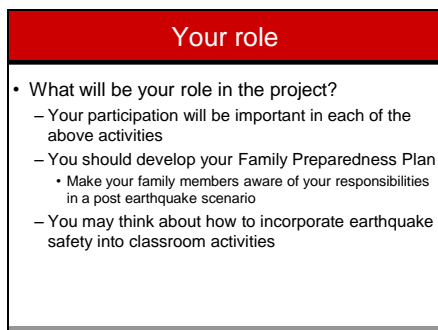 Your role
• What will be your role in the project?
– Your participation will be important in each of the
above activities
– You should develop your Family Preparedness Plan
• Make your family members aware of your responsibilities
in a post earthquake scenario
– You may think about how to incorporate earthquake
safety into classroom activities